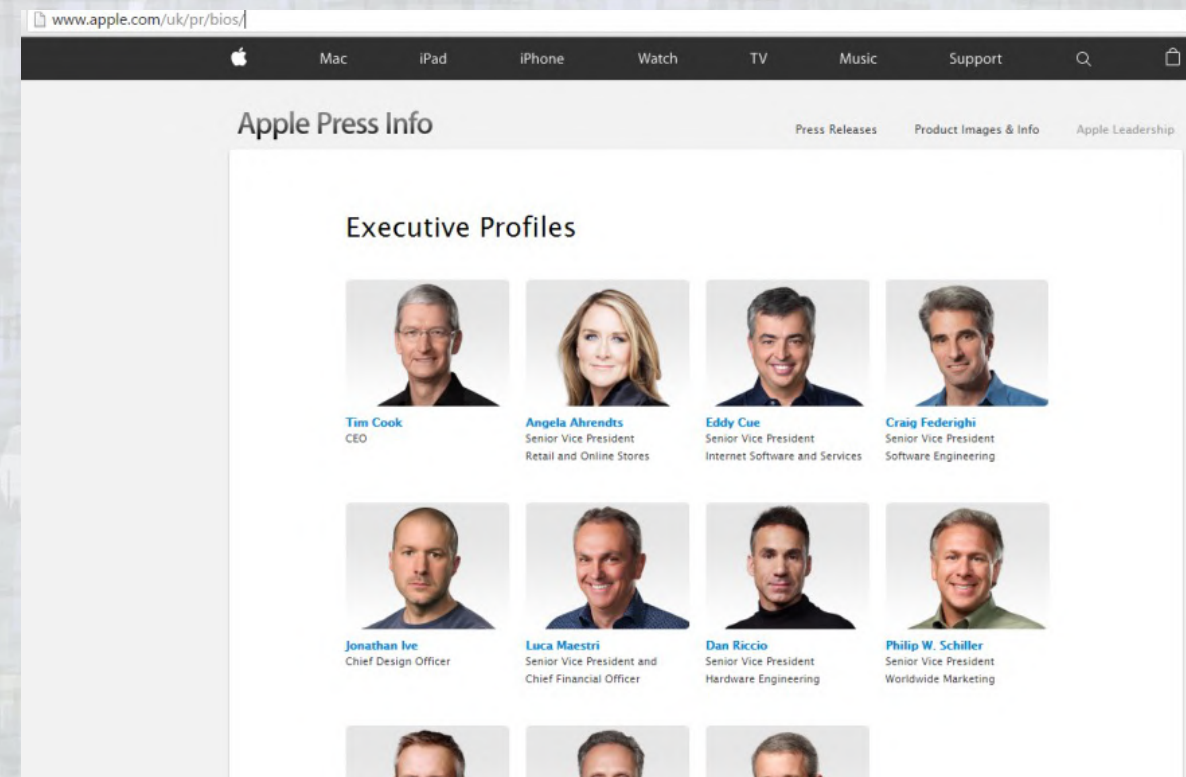 www.apple.com/uk/pr/bios/
Mac iPad iPhone Watch TV Music Support
Apple Press Info
Press Releases Product Images & Info Apple Leadership
Executive Profiles
Tim Cook Angela Ahrendts Eddy Cue Craig Federighi
CEO Senior Vice President Senior Vice President Senior Vice President
Retail and Online Stores Internet Software and Services Software Engineering
Jonathan Ive Luca Maestri Dan Riccio Philip W. Schiller
Chief Design Officer Senior Vice President and Senior Vice President Senior Vice President
Chief Financial Officer Hardware Engineering Worldwide Marketing